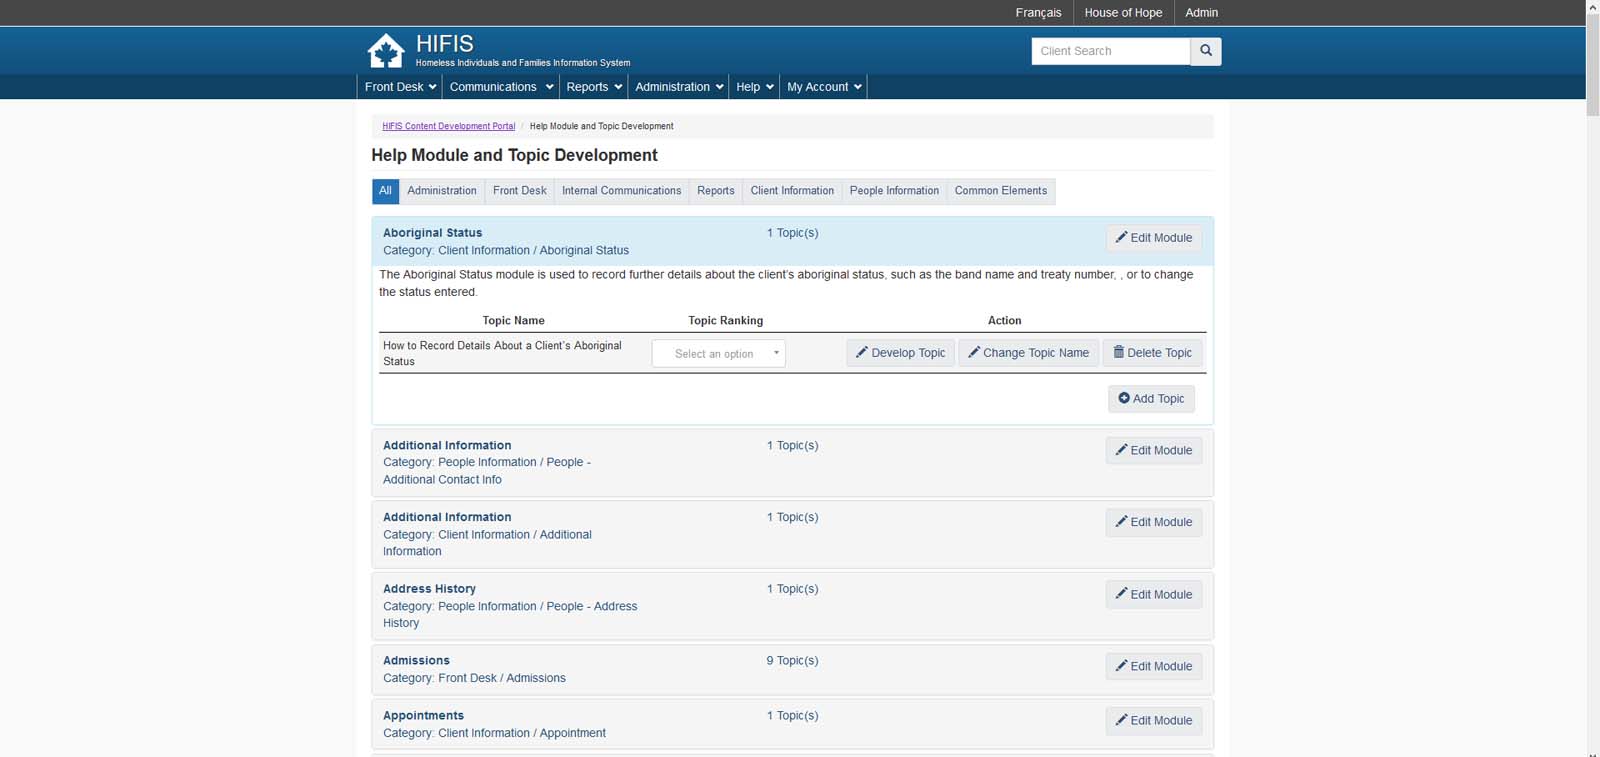 Français House of Hope Admin
HIFIS
Homeless Individuals and Families Information System
Client Search
Front Desk Communications Reports Administration Help My Account
HIFIS Content Development Portal / Help Module and Topic Development
Help Module and Topic Development
All Administration Front Desk Internal Communications Reports Client Information People Information Common Elements
Aboriginal Status 1 Topic(s) Edit Module
Category: Client Information / Aboriginal Status
The Aboriginal Status module is used to record further details about the client's aboriginal status, such as the band name and treaty number, , or to change
the status entered.
Topic Name Topic Ranking Action
How to Record Details About a Client's Aboriginal
Status
Select an option Develop Topic Change Topic Name Delete Topic
Add Topic
Additional Information 1 Topic(s) Edit Module
Category: People Information / People -
Additional Contact Info
Additional Information 1 Topic(s) Edit Module
Category: Client Information / Additional
Information
Address History 1 Topic(s) Edit Module
Category: People Information / People - Address
History
Admissions 9 Topic(s) Edit Module
Category: Front Desk / Admissions
Appointments 1 Topic(s) Edit Module
Category: Client Information / Appointment